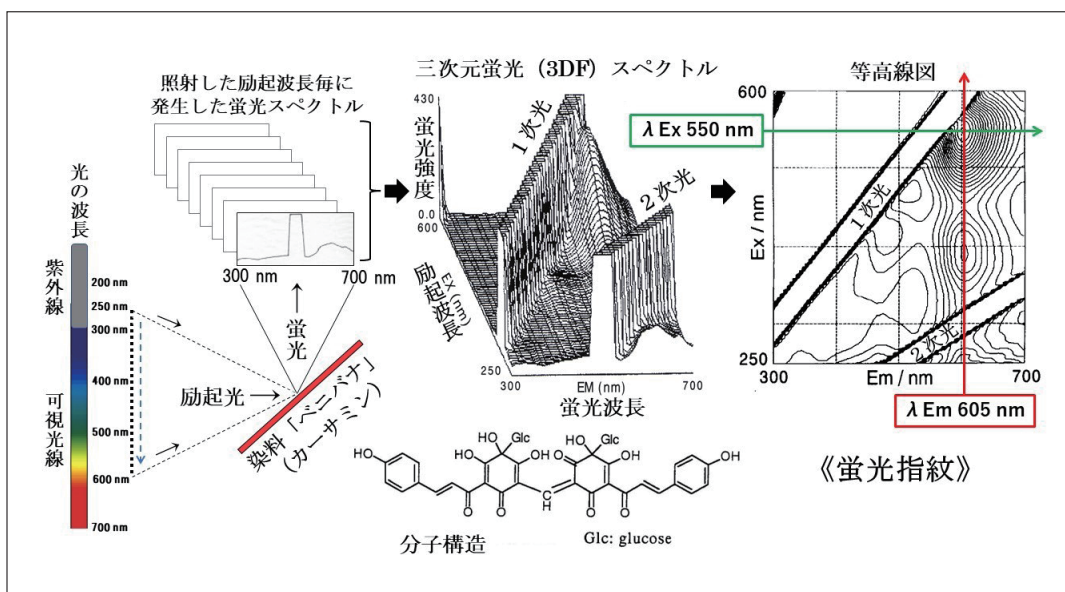 照射した励起波長毎に
発生した蛍光スペクトル
300 nm
700 nm
光の波長
紫外線
可視光線
200 nm
250 nm
300 nm
400 nm
500 nm
600 nm
700 nm
励起光
蛍光
染料「ベニバナ」
(カーサミン)
三次元蛍光(3DF)スペクトル
430
蛍光強度
0.0
600
1次光
2次光
励起波長
EX (nm)
250
300
EM (nm)
700
蛍光波長
等高線図
600
Ex / nm
250
300
Em / nm
700
1次光
2次光
λ Ex 550 nm
λ Em 605 nm
《蛍光指紋》
HO
Glc
HO
OH
HO
Glc
HO
O
OH
OH
O
O
C
H
O
O
分子構造
Glc: glucose